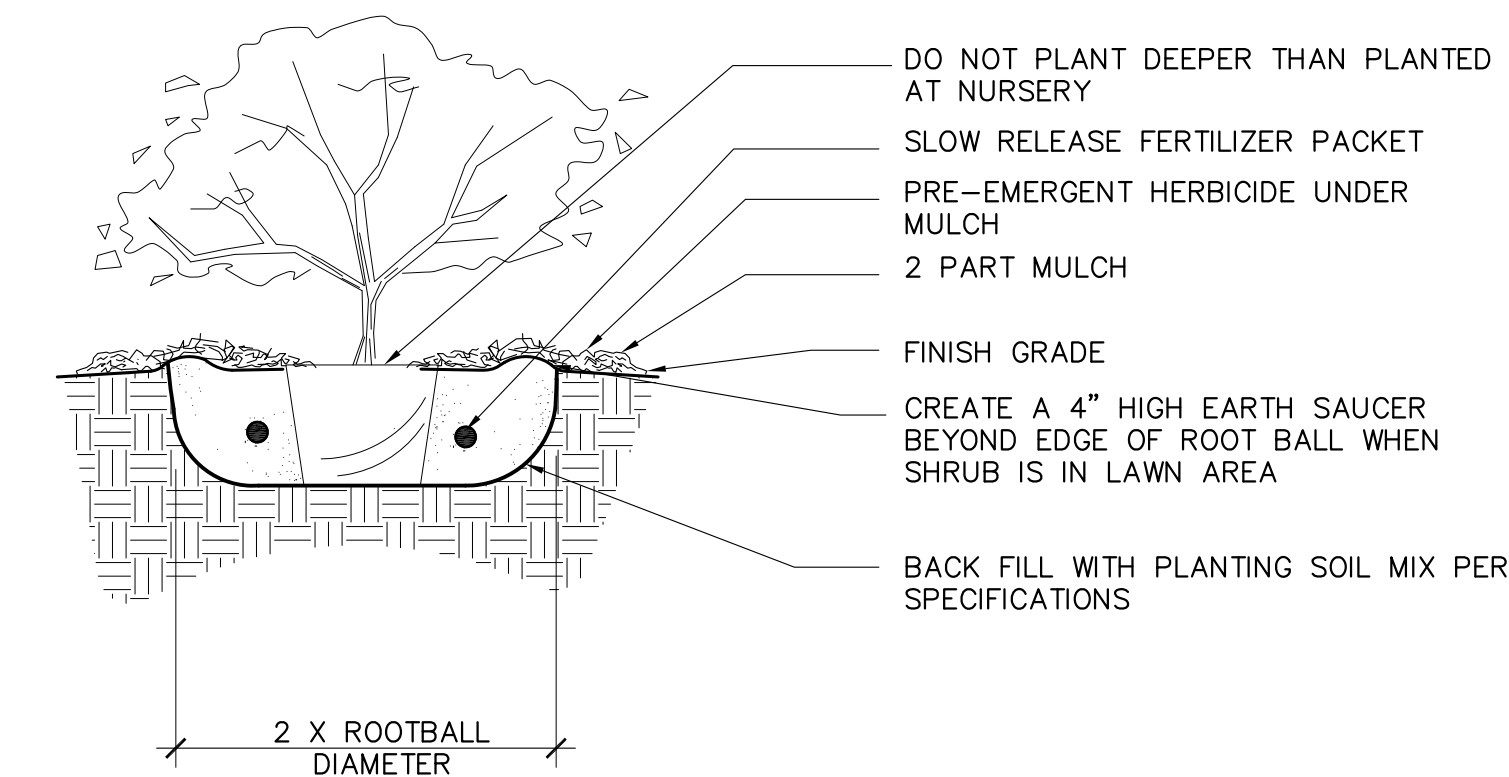 DO NOT PLANT DEEPER THAN PLANTED
AT NURSERY
SLOW RELEASE FERTILIZER PACKET
PRE-EMERGENT HERBICIDE UNDER
MULCH
2 PART MULCH
FINISH GRADE
CREATE A 4" HIGH EARTH SAUCER
BEYOND EDGE OF ROOT BALL WHEN
SHRUB IS IN LAWN AREA
BACK FILL WITH PLANTING SOIL MIX PER
SPECIFICATIONS
2 X ROOTBALL
DIAMETER